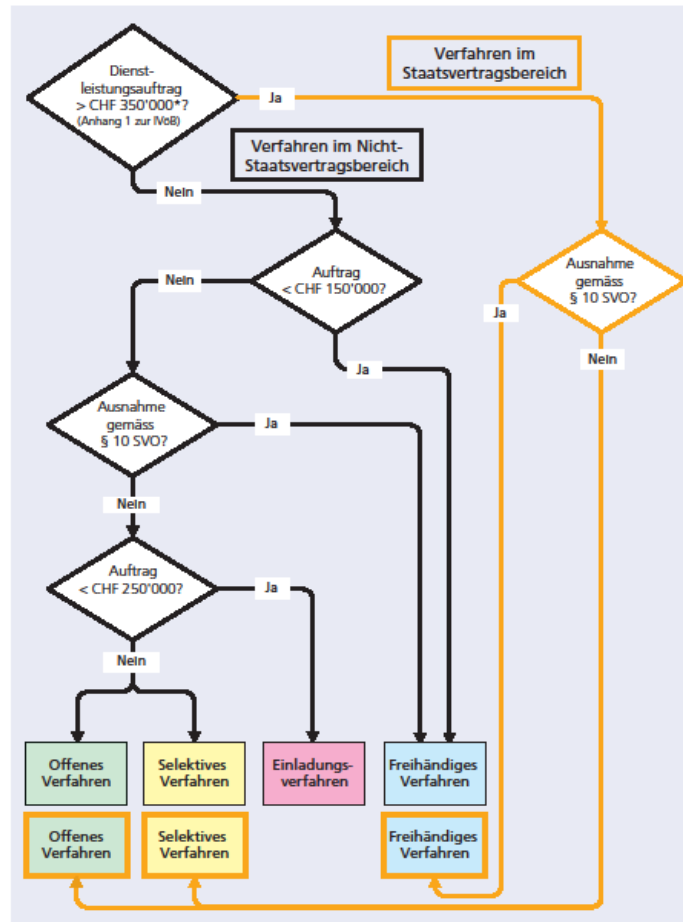 Dienst-
leistungsauftrag
> CHF 350'000*?
(Anhang 1 zur IVöB)
Ja
Verfahren im
Staatsvertragsbereich
Verfahren im Nicht-
Staatsvertragsbereich
Nein
Auftrag
< CHF 150'000?
Nein
Ja
Ausnahme
gemäss
§ 10 SVO?
Ja
Nein
Ausnahme
gemäss
§ 10 SVO?
Ja
Nein
Auftrag
< CHF 250'000?
Ja
Nein
Offenes
Verfahren
Selektives
Verfahren
Einladungs-
verfahren
Freihändiges
Verfahren
Offenes
Verfahren
Selektives
Verfahren
Freihändiges
Verfahren